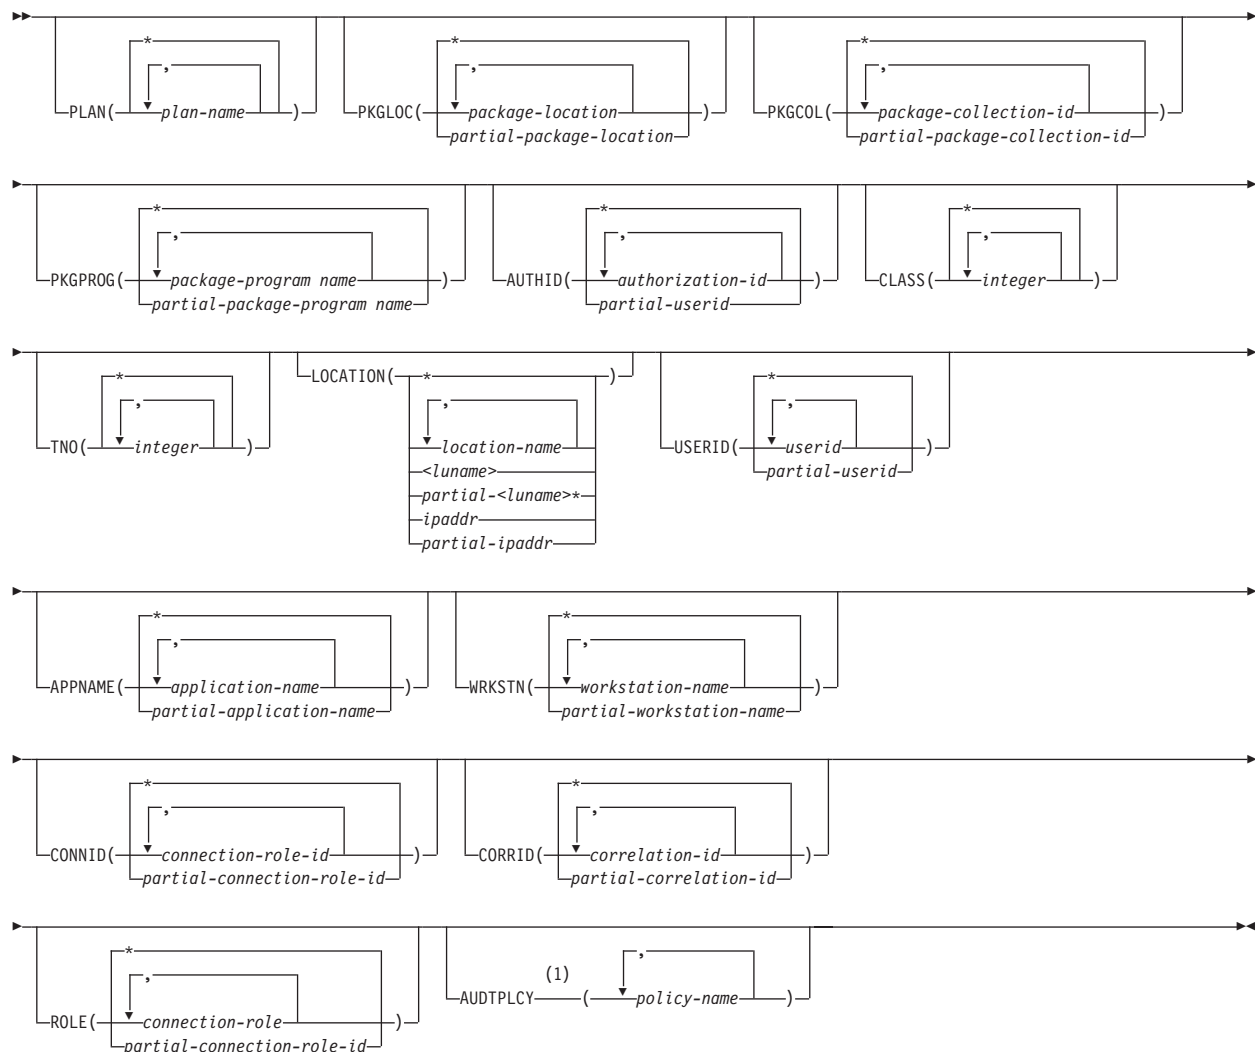 * * *
, , ,
PLAN( plan-name ) PKGLOC( package-location ) PKGCOL( package-collection-id )
partial-package-location partial-package-collection-id
* * *
, , ,
PKGPROG( package-program name ) AUTHID( authorization-id ) CLASS( integer )
partial-package-program name partial-userid
* LOCATION( * ) *
, , ,
TNO( integer ) location-name USERID( userid )
<luname> partial-userid
partial-<luname>*
ipaddr
partial-ipaddr
* *
, ,
APPNAME( application-name ) WRKSTN( workstation-name )
partial-application-name partial-workstation-name
* *
, ,
CONNID( connection-role-id ) CORRID( correlation-id )
partial-connection-role-id partial-correlation-id
*
, ,
(1)
ROLE( connection-role ) AUDTPLCY ( policy-name )
partial-connection-role-id